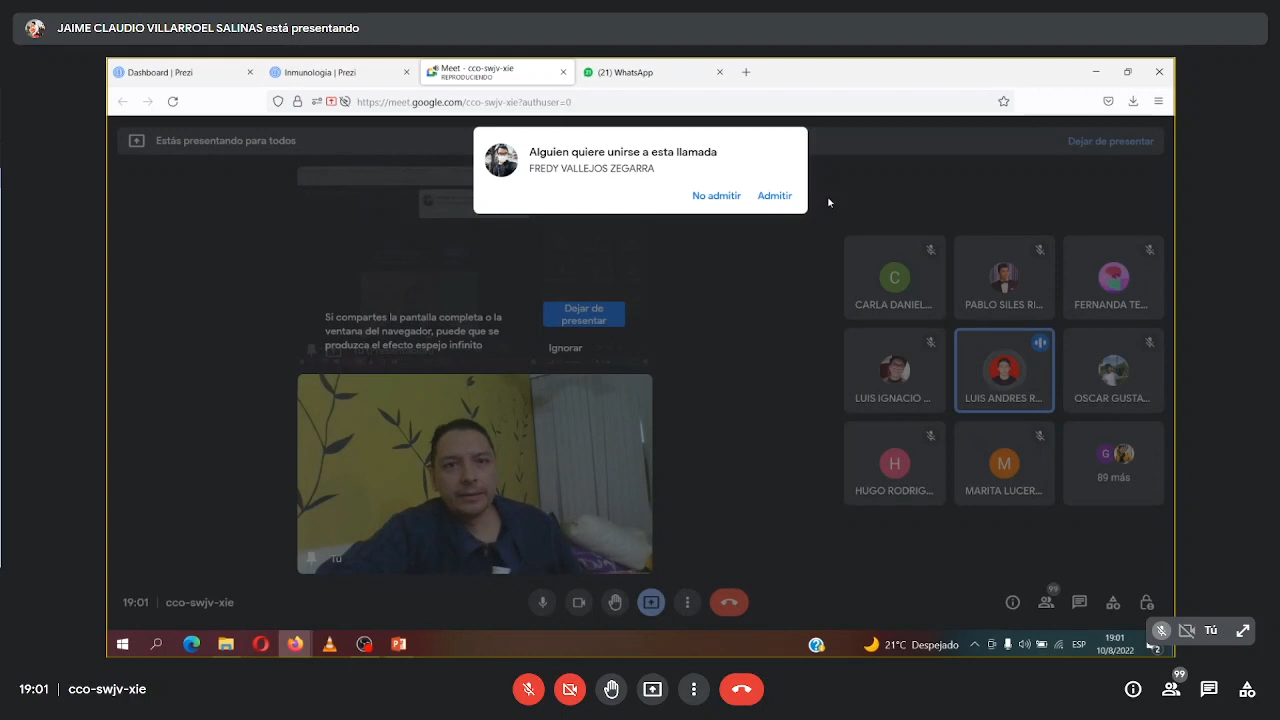 JAIME CLAUDIO VILLARROEL SALINAS está presentando
Dashboard | Prezi
Inmunologia | Prezi
Meet - cco-swjv-xie
REPRODUCIENDO
(21) WhatsApp
https://meet.google.com/cco-swjv-xie?authuser=0
Estás presentando para todos
Dejar de presentar
Alguien quiere unirse a esta llamada
FREDY VALLEJOS ZEGARRA
No admitir
Admitir
CARLA DANIEL...
PABLO SILES RI...
FERNANDA TE...
Si compartes la pantalla completa o la
ventana del navegador, puede que se
produzca el efecto espejo infinito
Dejar de
presentar
Ignorar
LUIS IGNACIO ...
LUIS ANDRES R...
OSCAR GUSTA...
C
H
M
G
HUGO RODRIG...
MARITA LUCER...
89 más
Tú
19:01
cco-swjv-xie
99
21°C Despejado
ESP
19:01
10/8/2022
2
Tú
19:01
cco-swjv-xie
99